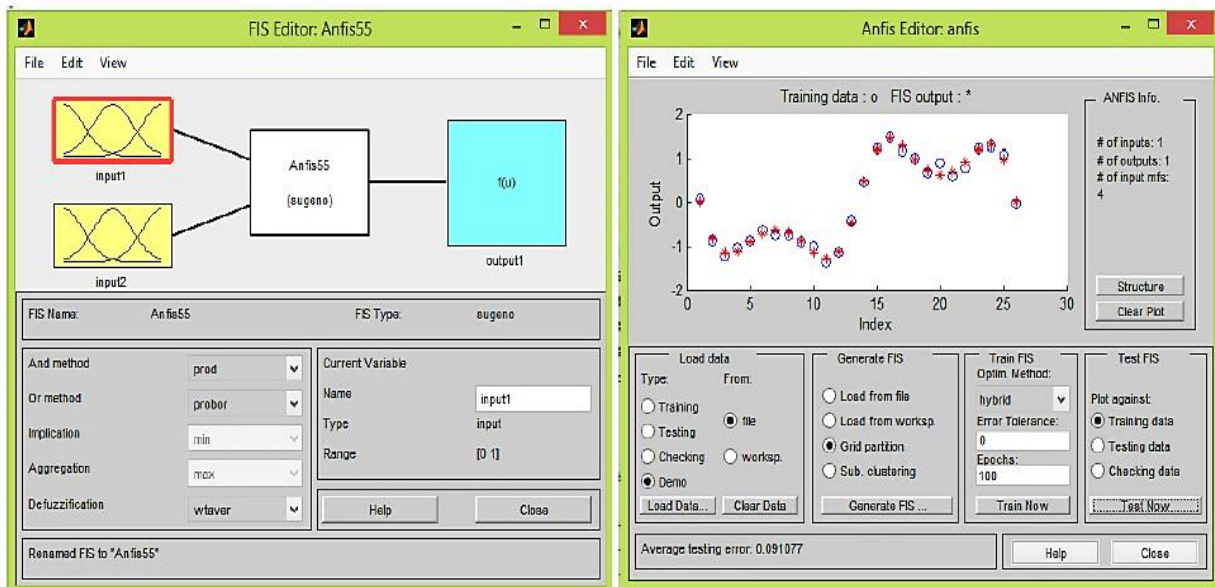 FIS Editor: Anfis55
File Edit View
input1
input2
Anfis55
(sugeno)
f(u)
output1
FIS Name: Anfis55 FIS Type: sugeno
And method prod
Or method probor
Implication min
Aggregation max
Defuzzification wtaver
Current Variable
Name input1
Type input
Range [0 1]
Help Close
Renamed FIS to "Anfis55"
Anfis Editor: anfis
File Edit View
Training data : o FIS output : *
Output
2
1
0
-1
-2
0 5 10 15 20 25 30
Index
ANFIS Info.
# of inputs: 1
# of outputs: 1
# of input mfs:
4
Structure
Clear Plot
Load data
Type: From:
Training
Testing
Checking
Demo
file
worksp.
Load Data... Clear Data
Generate FIS
Load from file
Load from worksp.
Grid partition
Sub. clustering
Generate FIS ...
Train FIS
Optim. Method:
hybrid
Error Tolerance:
0
Epochs:
100
Train Now
Test FIS
Plot against:
Training data
Testing data
Checking data
Test Now
Average testing error: 0.091077
Help Close